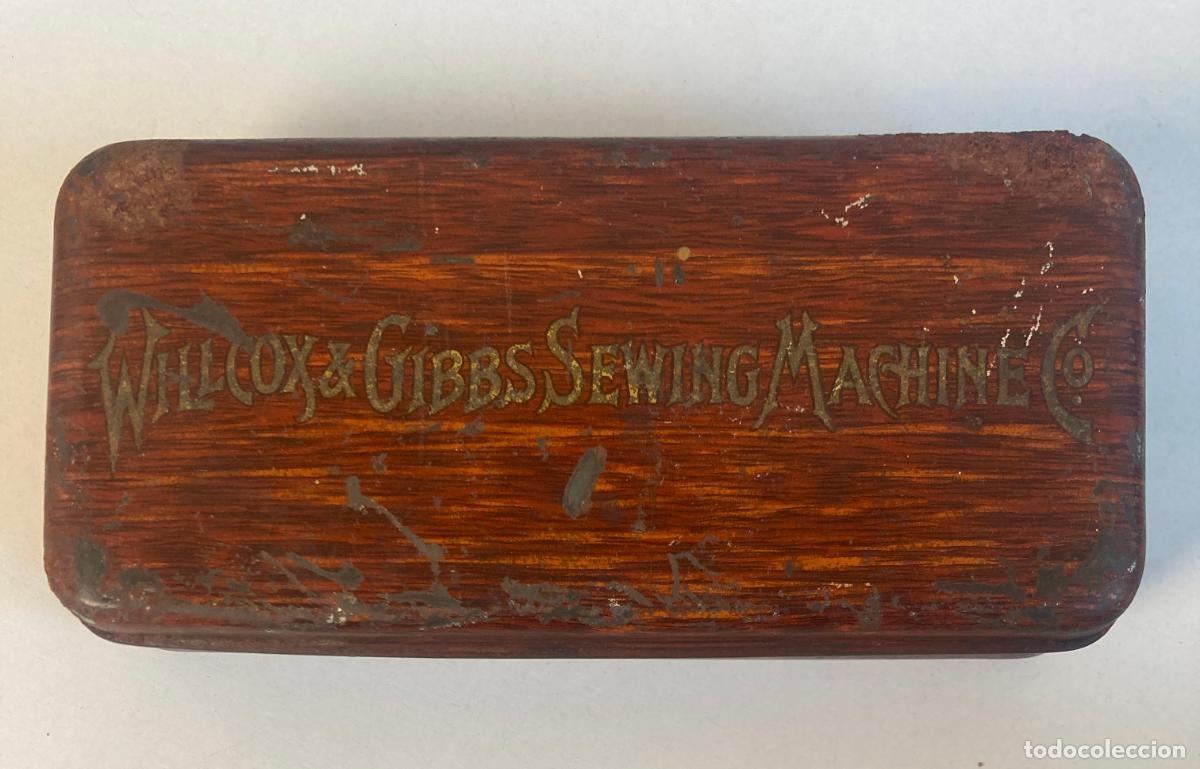 WILLCOX & GIBBS SEWING MACHINE CO.
todocoleccion